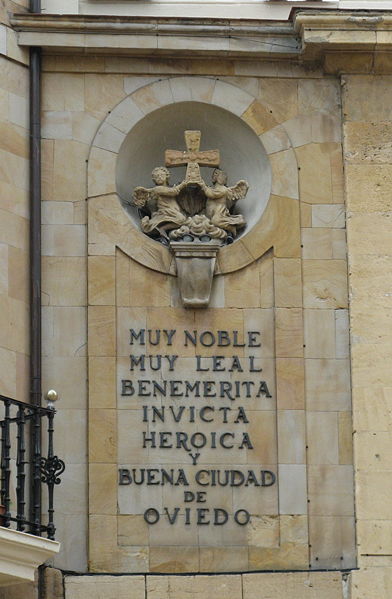 MUY NOBLE
MUY LEAL
BENEMERITA
INVICTA
HEROICA
Y
BUENA CIUDAD
DE
OVIEDO